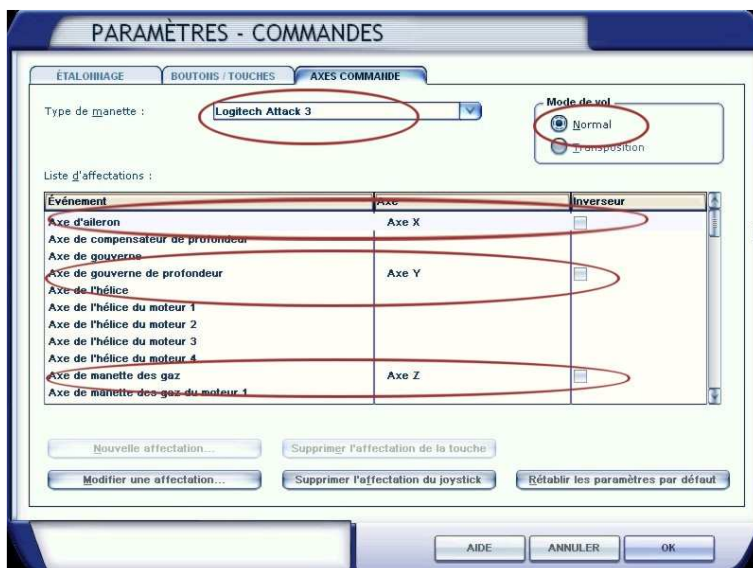 PARAMÈTRES - COMMANDES
ÉTALONNAGE BOUTONS / TOUCHES AXES COMMANDE
Type de manette : Logitech Attack 3
Mode de vol
Normal
Transposition
Liste d'affectations :
Événement Axe Inverseur
Axe d'aileron Axe X
Axe de compensateur de profondeur
Axe de gouverne
Axe de gouverne de profondeur Axe Y
Axe de l'hélice
Axe de l'hélice du moteur 1
Axe de l'hélice du moteur 2
Axe de l'hélice du moteur 3
Axe de l'hélice du moteur 4
Axe de manette des gaz Axe Z
Axe de manette des gaz du moteur 1
Nouvelle affectation... Supprimer l'affectation de la touche
Modifier une affectation... Supprimer l'affectation du joystick Rétablir les paramètres par défaut
AIDE ANNULER OK